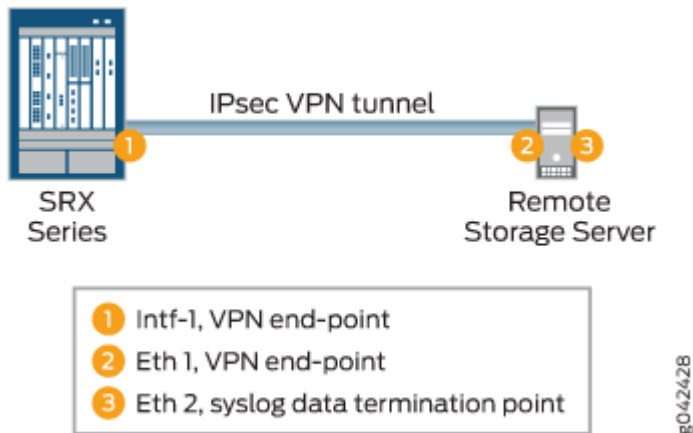 IPsec VPN tunnel
1
2
3
SRX
Series
Remote
Storage Server
1 Intf-1, VPN end-point
2 Eth 1, VPN end-point
3 Eth 2, syslog data termination point
g042428